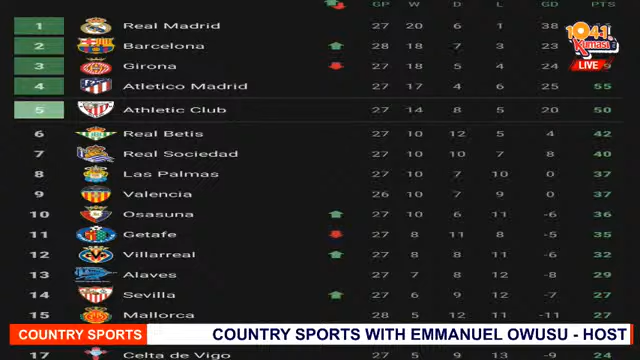 GP W D L GD PTS
1 Real Madrid 27 20 6 1 38
2 Barcelona 28 18 7 3 23
3 Girona 27 18 5 4 24 9
4 Atletico Madrid 27 17 4 6 25 55
5 Athletic Club 27 14 8 5 20 50
6 Real Betis 27 10 12 5 4 42
7 Real Sociedad 27 10 10 7 8 40
8 Las Palmas 27 10 7 10 0 37
9 Valencia 26 10 7 9 0 37
10 Osasuna 27 10 6 11 -6 36
11 Getafe 27 8 11 8 -5 35
12 Villarreal 27 8 8 11 -6 32
13 Alaves 27 7 8 12 -8 29
14 Sevilla 27 6 9 12 -7 27
15 Mallorca 28 5 12 11 -11 27
17 Celta de Vigo 27 5 9 13 -9 24
104.1
Kumasi
LIVE
COUNTRY SPORTS
COUNTRY SPORTS WITH EMMANUEL OWUSU - HOST